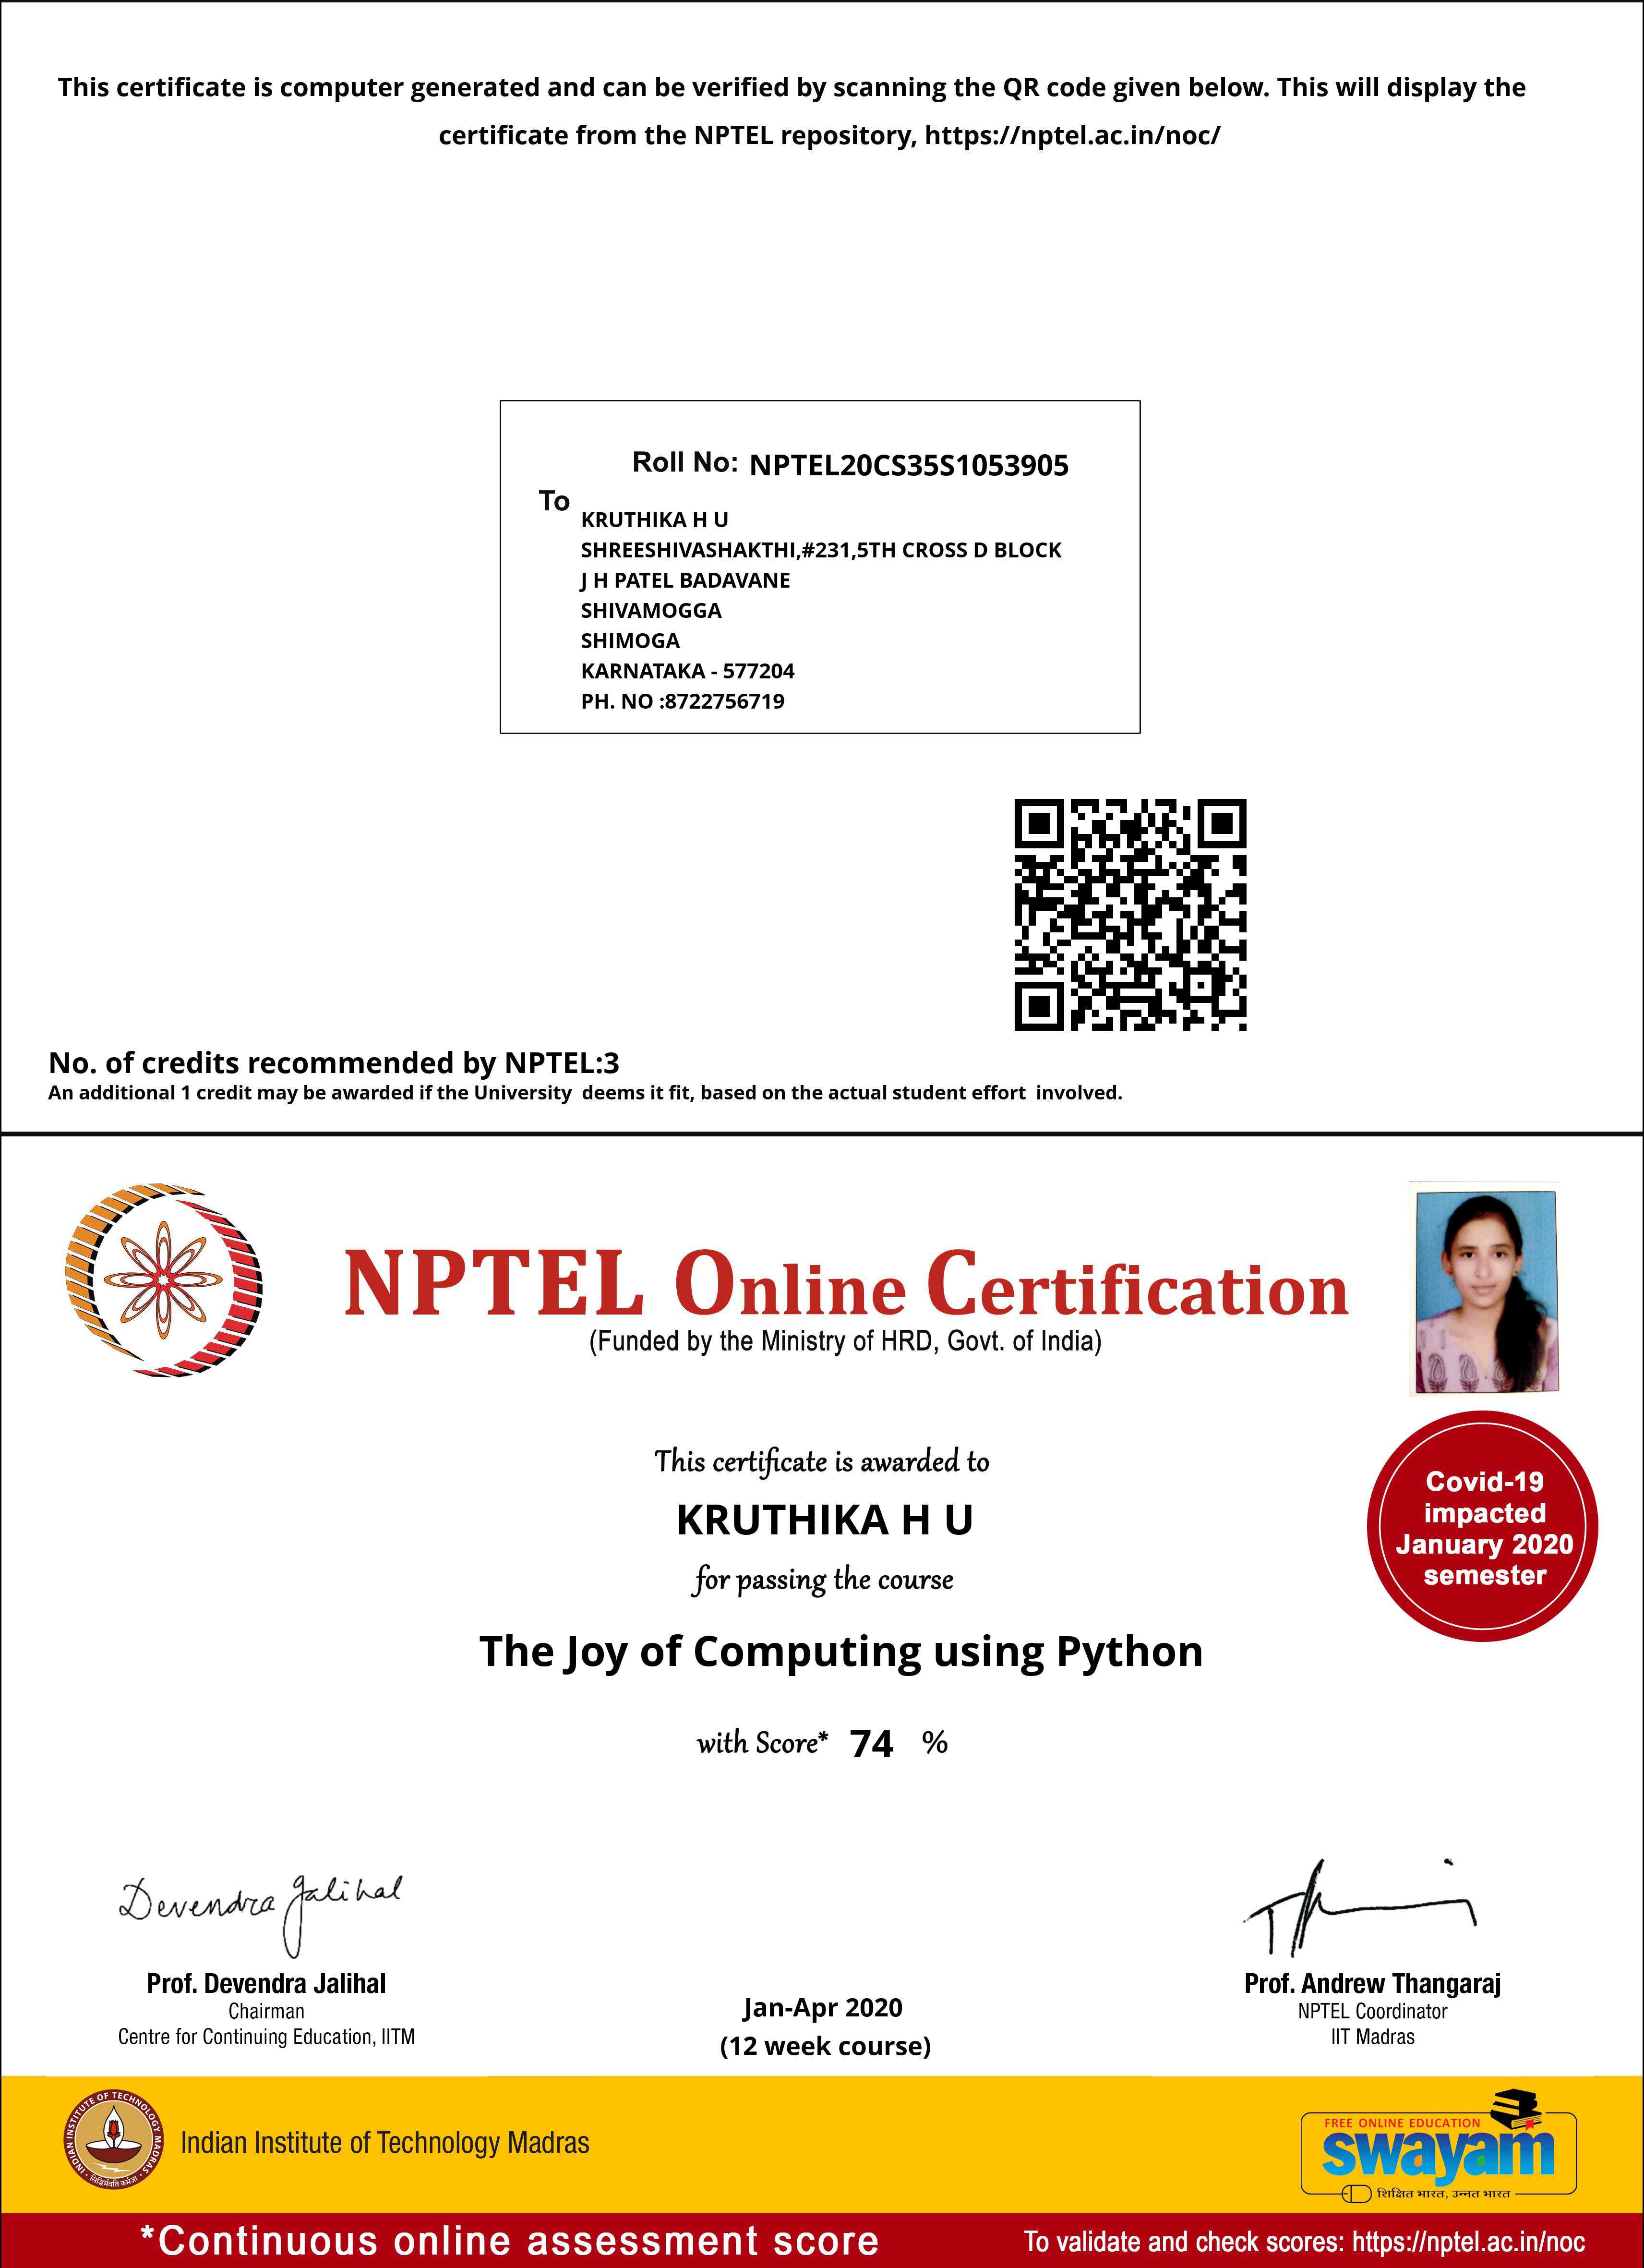 This certificate is computer generated and can be verified by scanning the QR code given below. This will display the
certificate from the NPTEL repository, https://nptel.ac.in/noc/
Roll No: NPTEL20CS35S1053905
To
KRUTHIKA H U
SHREESHIVASHAKTHI,#231,5TH CROSS D BLOCK
J H PATEL BADAVANE
SHIVAMOGGA
SHIMOGA
KARNATAKA - 577204
PH. NO :8722756719
No. of credits recommended by NPTEL:3
An additional 1 credit may be awarded if the University deems it fit, based on the actual student effort involved.
NPTEL Online Certification
(Funded by the Ministry of HRD, Govt. of India)
This certificate is awarded to
KRUTHIKA H U
for passing the course
The Joy of Computing using Python
with Score* 74 %
Covid-19
impacted
January 2020
semester
Devendra Jalihal
Prof. Devendra Jalihal
Chairman
Centre for Continuing Education, IITM
Jan-Apr 2020
(12 week course)
Prof. Andrew Thangaraj
NPTEL Coordinator
IIT Madras
INDIAN INSTITUTE OF TECHNOLOGY MADRAS
सिद्धिर्भवति कर्मजा
Indian Institute of Technology Madras
FREE ONLINE EDUCATION
swayam
शिक्षित भारत, उन्नत भारत
*Continuous online assessment score
To validate and check scores: https://nptel.ac.in/noc